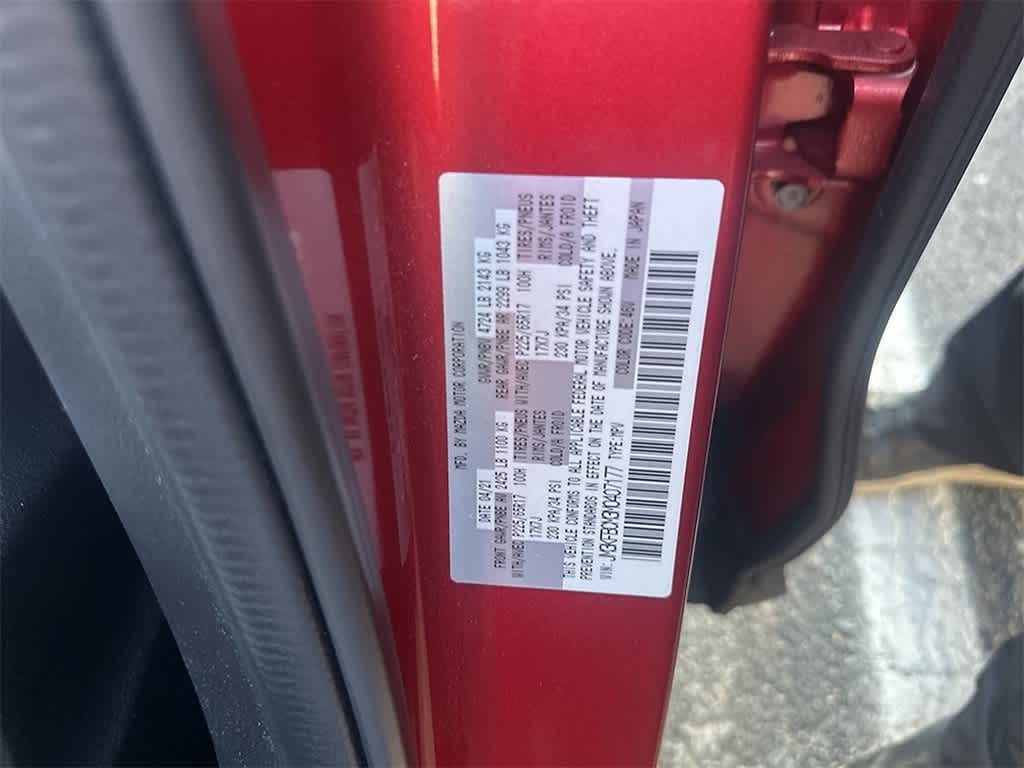 MFD. BY MAZDA MOTOR CORPORATION
DATE 04/21 GVWR/PNBV 4724 LB 2143 KG
FRONT GAWR/PNBE AV 2425 LB 1100 KG REAR GAWR/PNBE AR 2299 LB 1043 KG
WITH/AVEC P225/65R17 100H TIRES/PNEUS WITH/AVEC P225/65R17 100H TIRES/PNEUS
17X7J RIMS/JANTES 17X7J RIMS/JANTES
230 KPA/34 PSI COLD/A FROID 230 KPA/34 PSI COLD/A FROID
THIS VEHICLE CONFORMS TO ALL APPLICABLE FEDERAL MOTOR VEHICLE SAFETY AND THEFT
PREVENTION STANDARDS IN EFFECT ON THE DATE OF MANUFACTURE SHOWN ABOVE.
VIN: TYPE:MPV COLOR CODE:46V MADE IN JAPAN